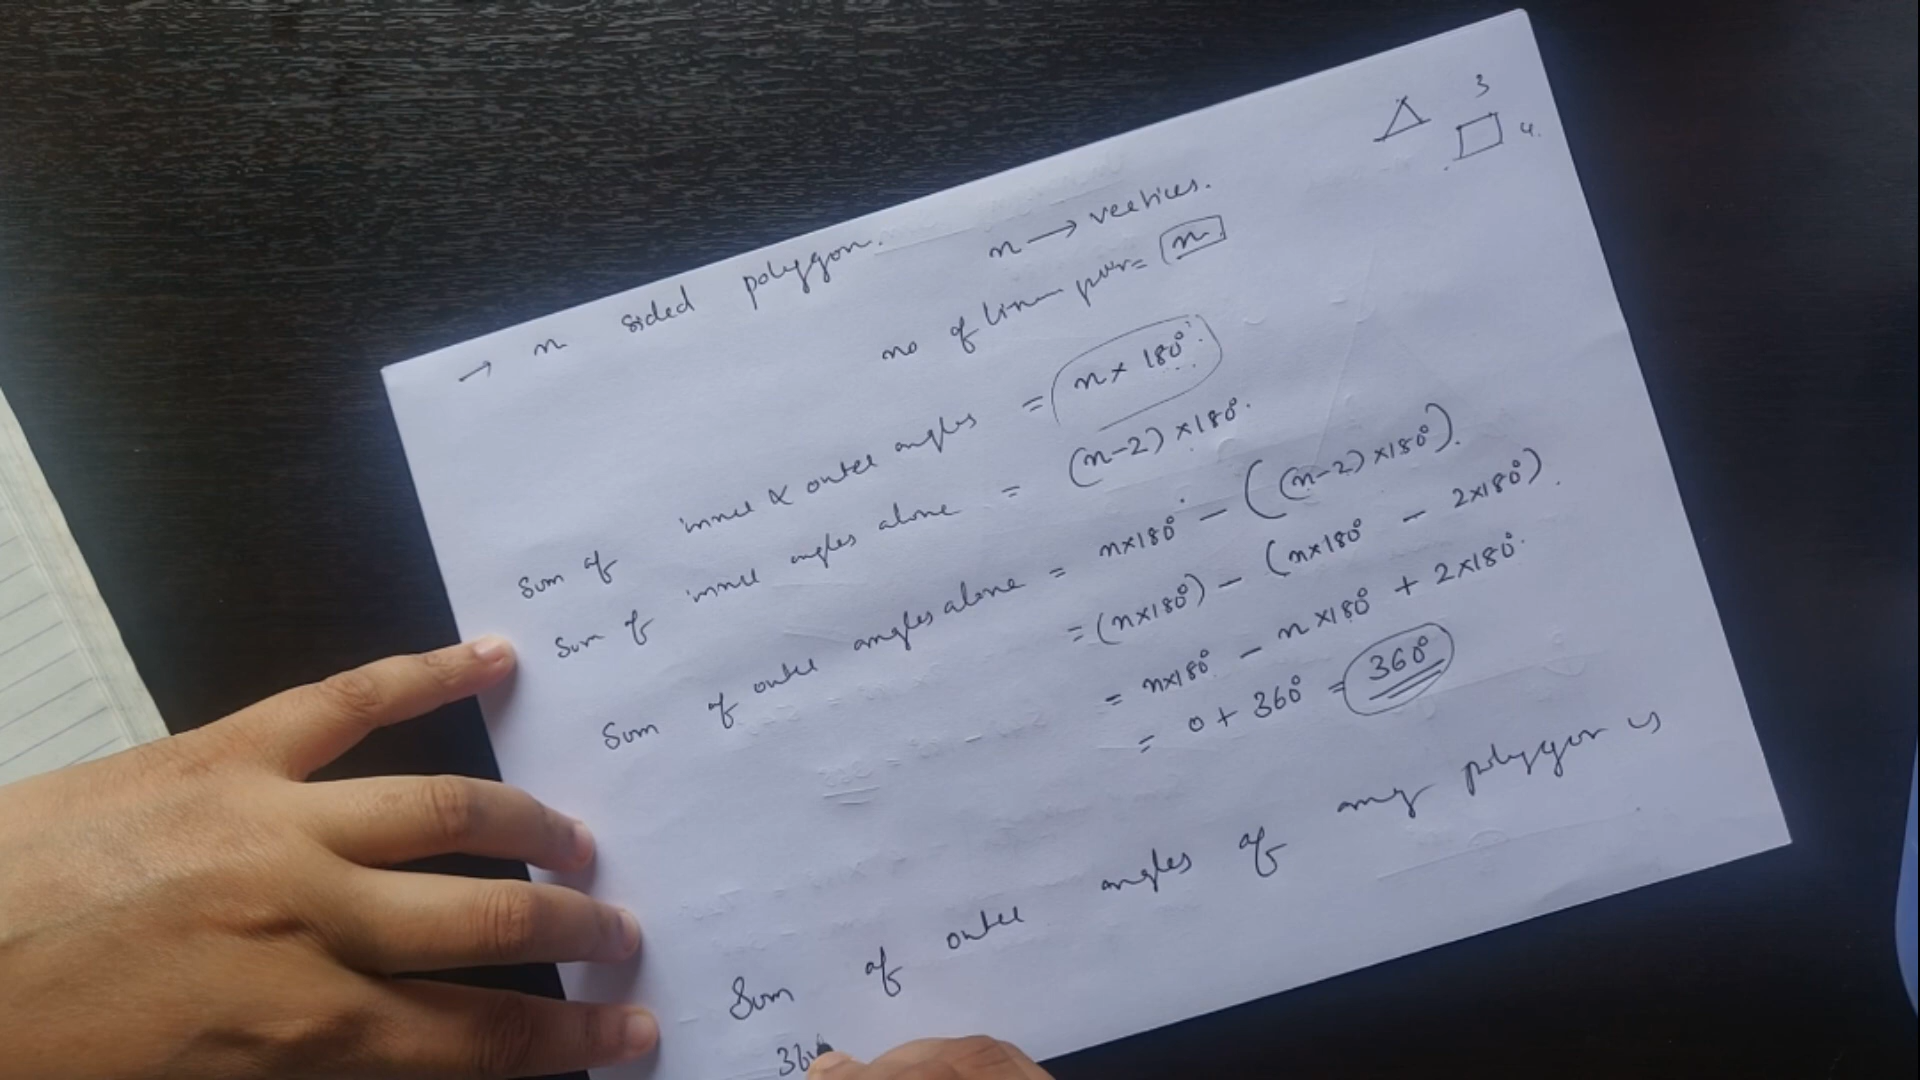 3
4.
→ n sided polygon. n → vertices.
no of linear pair = n
Sum of inner & outer angles = n × 180°.
Sum of inner angles alone = (n-2) × 180°.
Sum of outer angles alone = n×180° - ((n-2) × 180°).
= (n×180°) - (n×180° - 2×180°).
= n×180° - n×180° + 2×180°.
= 0 + 360° = 360°
Sum of outer angles of any polygon is